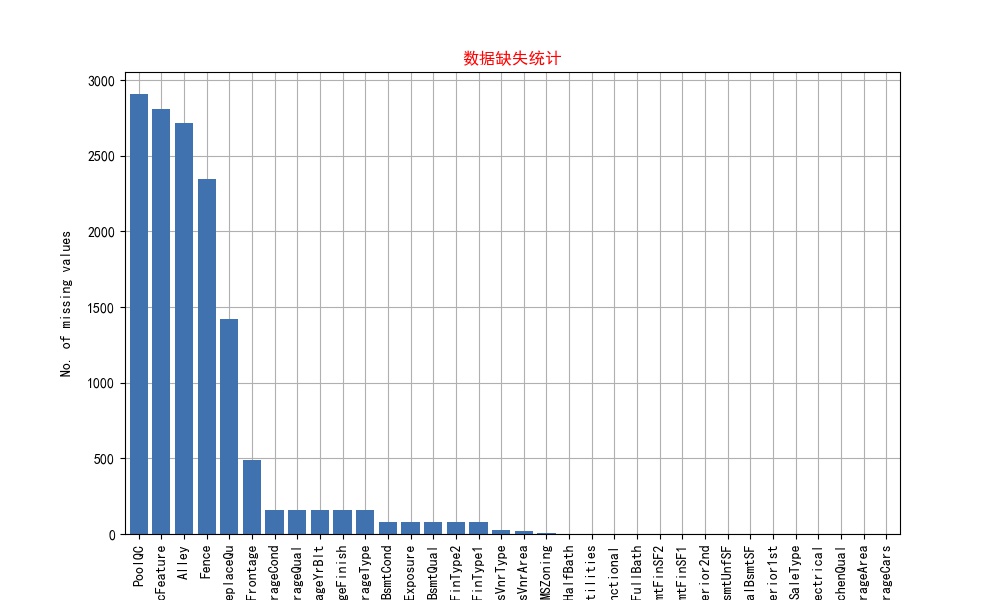 数据缺失统计
No. of missing values
3000
2500
2000
1500
1000
500
0
PoolQC
cFeature
Alley
Fence
eplaceQu
Frontage
rageCond
rageQual
ageYrBlt
geFinish
rageType
BsmtCond
Exposure
BsmtQual
FinType2
FinType1
sVnrType
sVnrArea
MSZoning
HalfBath
tilities
nctional
FullBath
mtFinSF2
mtFinSF1
erior2nd
smtUnfSF
alBsmtSF
erior1st
SaleType
ectrical
chenQual
rageArea
rageCars